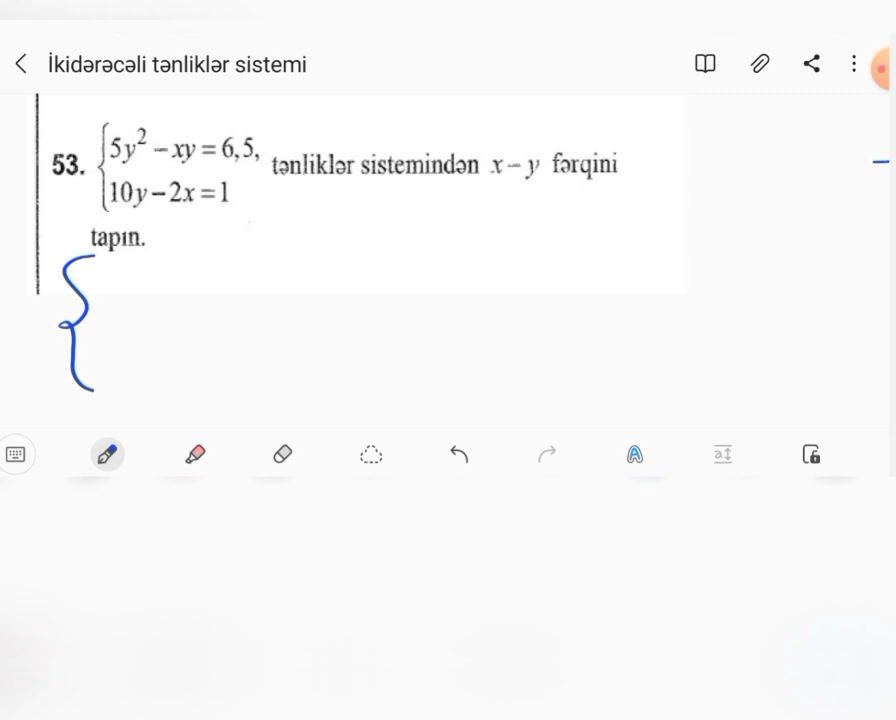 İkidərəcəli tənliklər sistemi
53. { 5y² – xy = 6,5,
10y – 2x = 1
tənliklər sistemindən x – y fərqini
tapın.